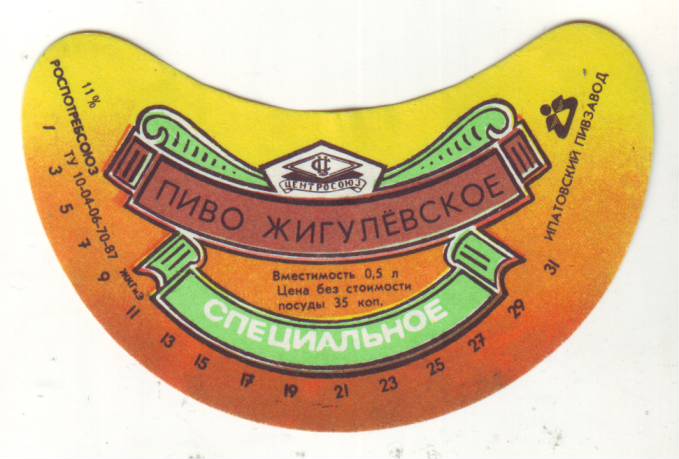 РОСПОТРЕБСОЮЗ
11%
ТУ 10-04-06-70-87
ЦЕНТРОСОЮЗ
ПИВО ЖИГУЛЁВСКОЕ
Вместимость 0,5 л
Цена без стоимости
посуды 35 коп.
СПЕЦИАЛЬНОЕ
ИПАТОВСКИЙ ПИВЗАВОД
1 3 5 7 9 11 13 15 17 19 21 23 25 27 29 31